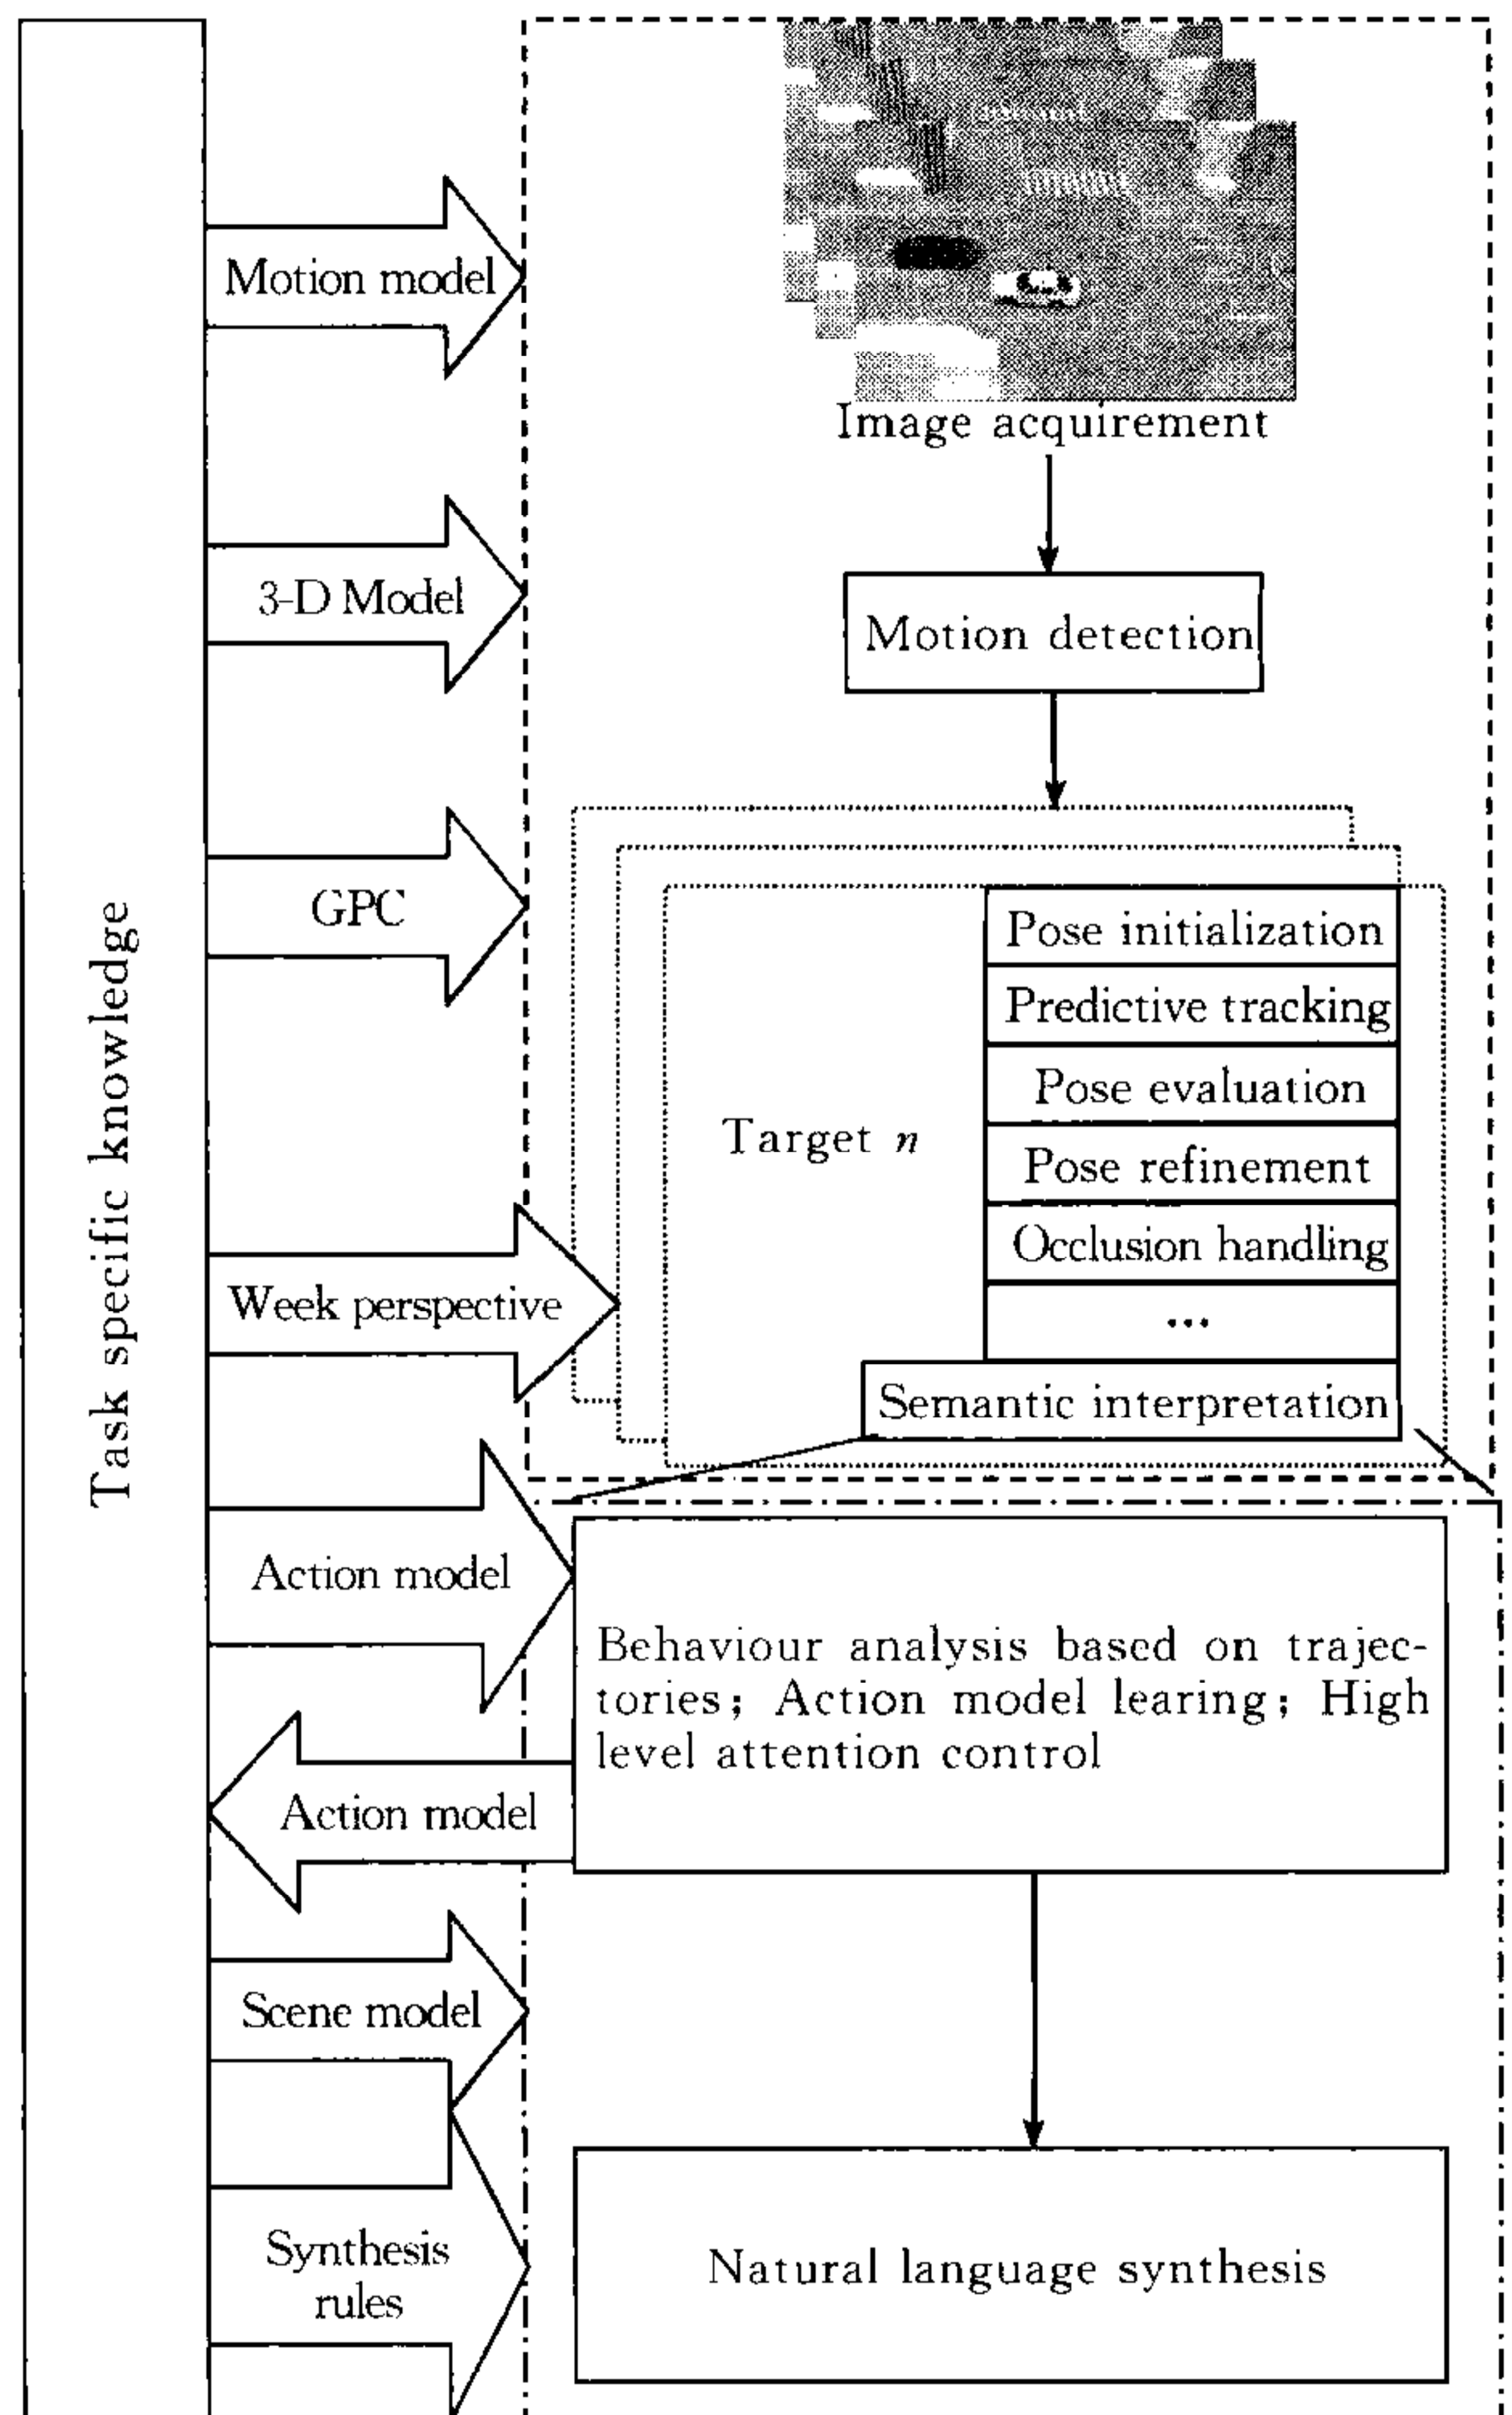 Task specific knowledge
Motion model
3-D Model
GPC
Week perspective
Action model
Action model
Scene model
Synthesis
rules
Image acquirement
Motion detection
Target n
Pose initialization
Predictive tracking
Pose evaluation
Pose refinement
Occlusion handling
...
Semantic interpretation
Behaviour analysis based on trajec-
tories; Action model learing; High
level attention control
Natural language synthesis